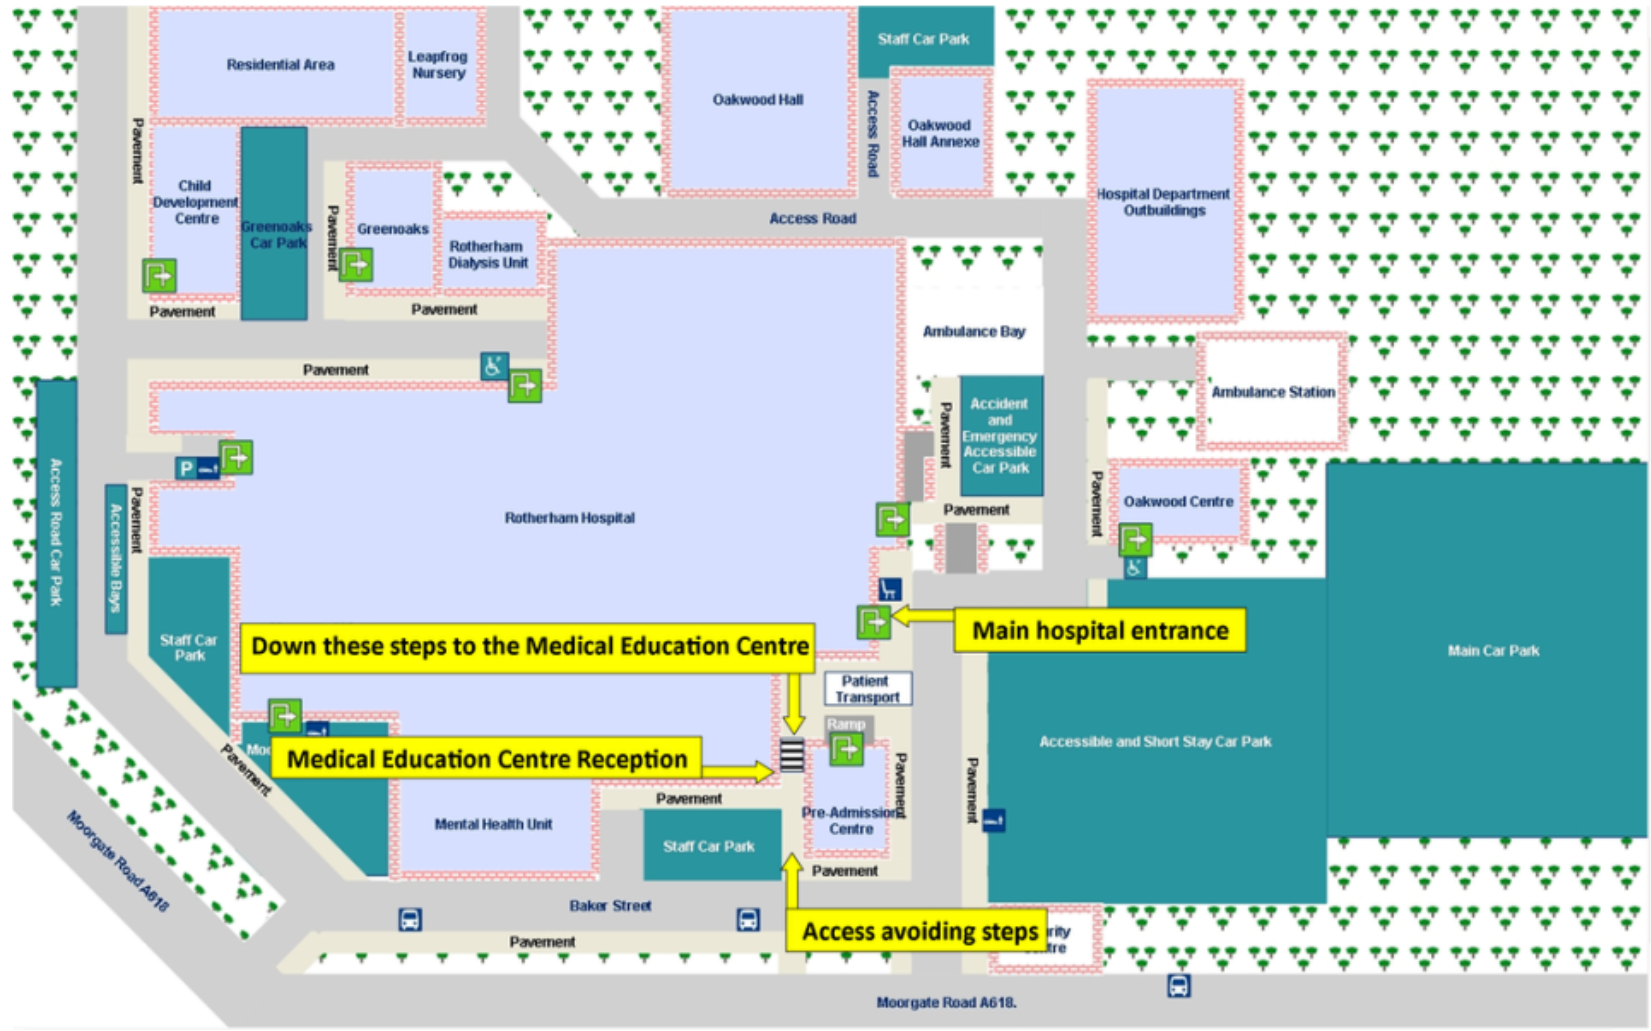 Residential Area
Leapfrog
Nursery
Oakwood Hall
Staff Car Park
Access Road
Oakwood
Hall Annexe
Pavement
Child
Development
Centre
Greenoaks
Car Park
Pavement
Greenoaks
Rotherham
Dialysis Unit
Access Road
Hospital Department
Outbuildings
Pavement
Pavement
Ambulance Bay
Pavement
Ambulance Station
Pavement
Accident
and
Emergency
Accessible
Car Park
P
Access Road Car Park
Accessible Bays
Pavement
Rotherham Hospital
Pavement
Pavement
Oakwood Centre
Staff Car
Park
Down these steps to the Medical Education Centre
Main hospital entrance
Main Car Park
Patient
Transport
Ramp
Medical Education Centre Reception
Pavement
Pavement
Pavement
Accessible and Short Stay Car Park
Pavement
Mental Health Unit
Staff Car Park
Pre-Admission
Centre
Pavement
Moorgate Road A618
Baker Street
Access avoiding steps
Pavement
Moorgate Road A618.